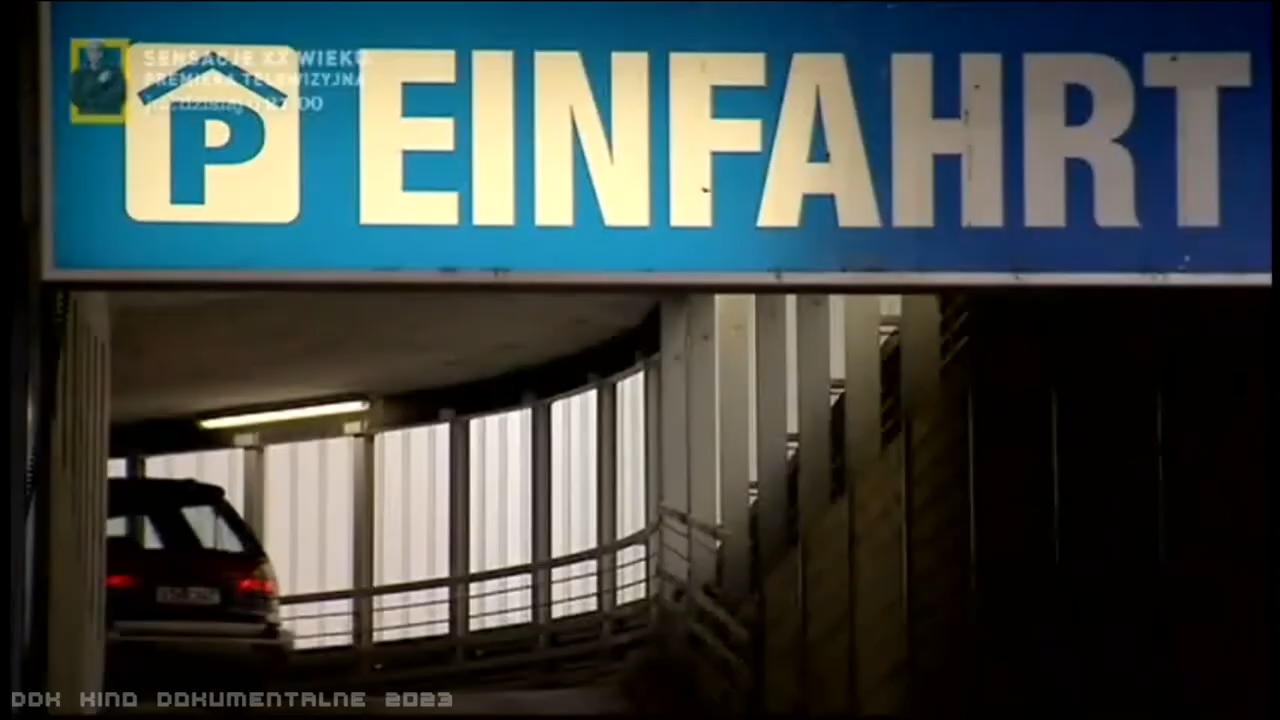 SENSACJE XX WIEKU
PREMIERA TELEWIZYJNA
P EINFAHRT
DDK KINO DOKUMENTALNE 2023